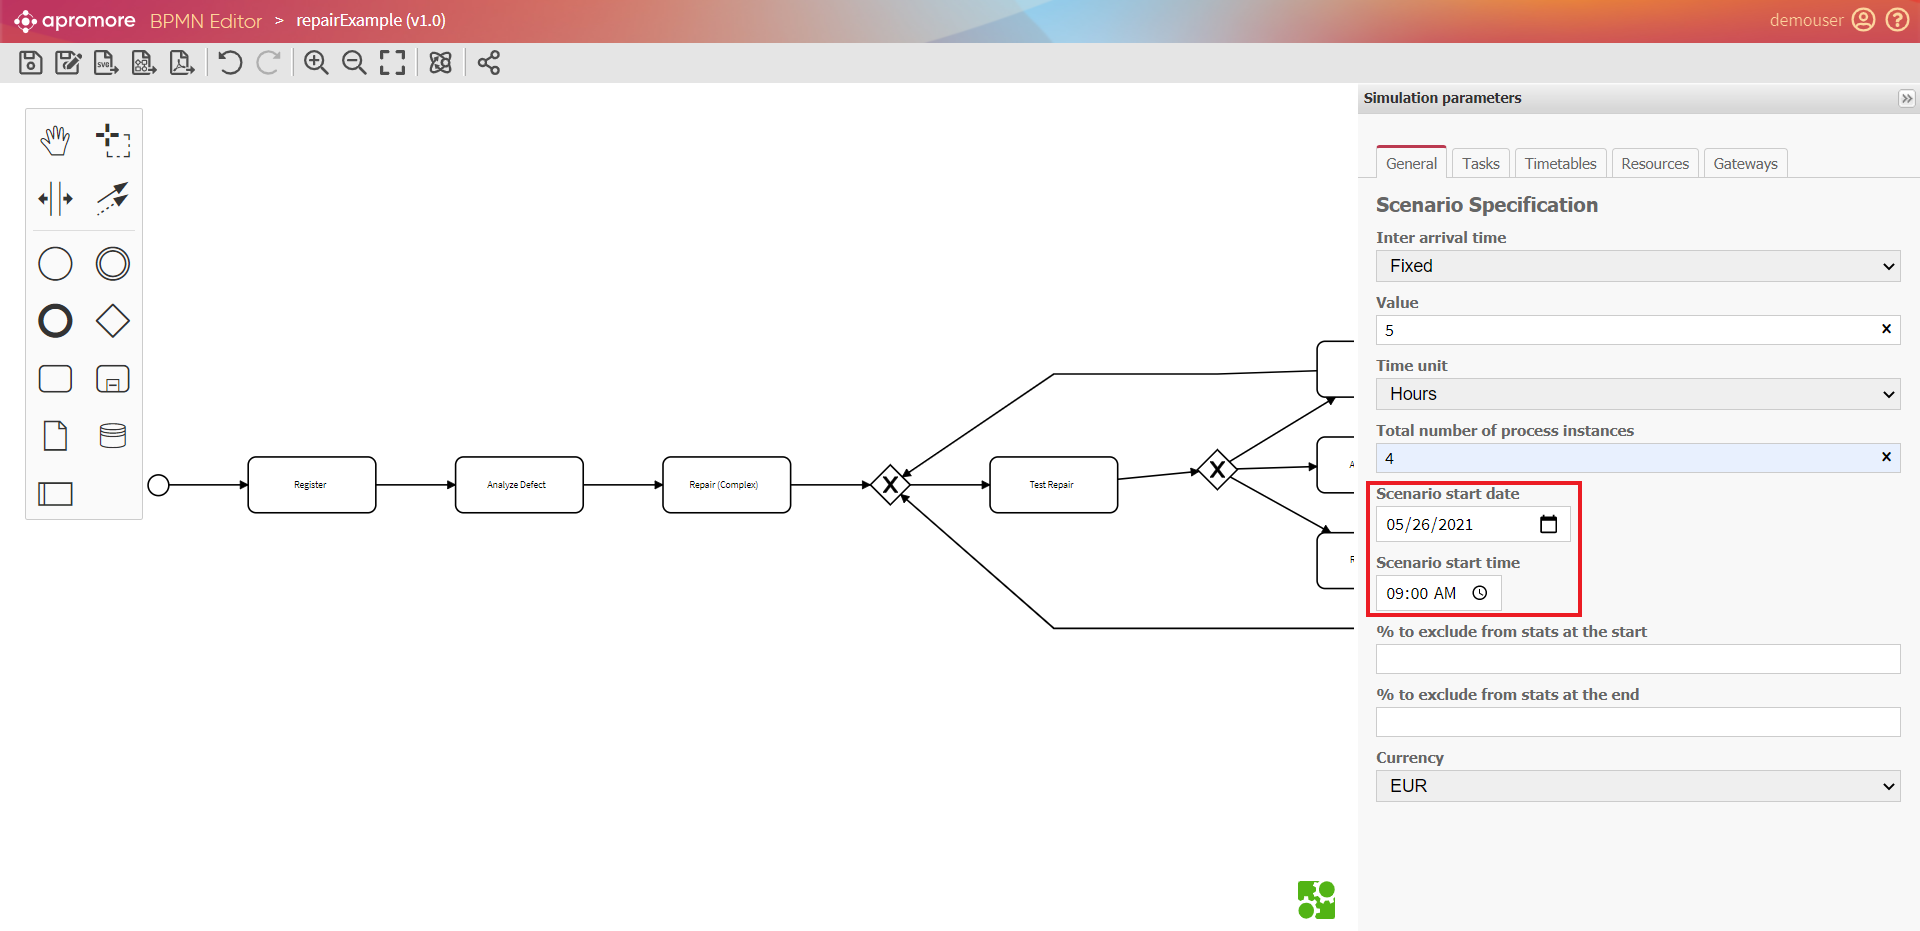 apromore BPMN Editor > repairExample (v1.0)
demouser
Simulation parameters
General Tasks Timetables Resources Gateways
Scenario Specification
Inter arrival time
Fixed
Value
5
Time unit
Hours
Total number of process instances
4
Scenario start date
05/26/2021
Scenario start time
09:00 AM
% to exclude from stats at the start
% to exclude from stats at the end
Currency
EUR
Register
Analyze Defect
Repair (Complex)
X
Test Repair
X
A
R
SVG